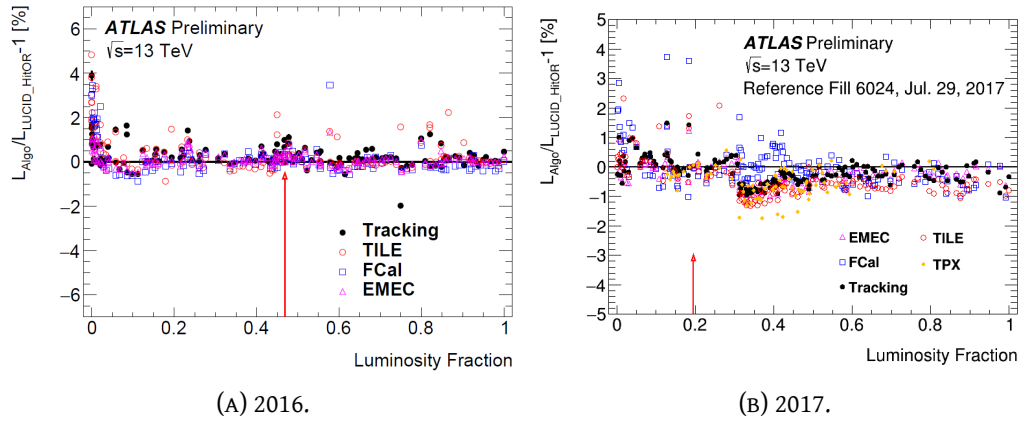 L_Algo/L_LUCID_HitOR-1 [%]
ATLAS Preliminary
√s=13 TeV
6
4
2
0
−2
−4
−6
Tracking
TILE
FCal
EMEC
0 0.2 0.4 0.6 0.8 1
Luminosity Fraction
(A) 2016.
L_Algo/L_LUCID_HitOR-1 [%]
ATLAS Preliminary
√s=13 TeV
Reference Fill 6024, Jul. 29, 2017
5
4
3
2
1
0
−1
−2
−3
−4
−5
EMEC TILE
FCal TPX
Tracking
0 0.2 0.4 0.6 0.8 1
Luminosity Fraction
(B) 2017.